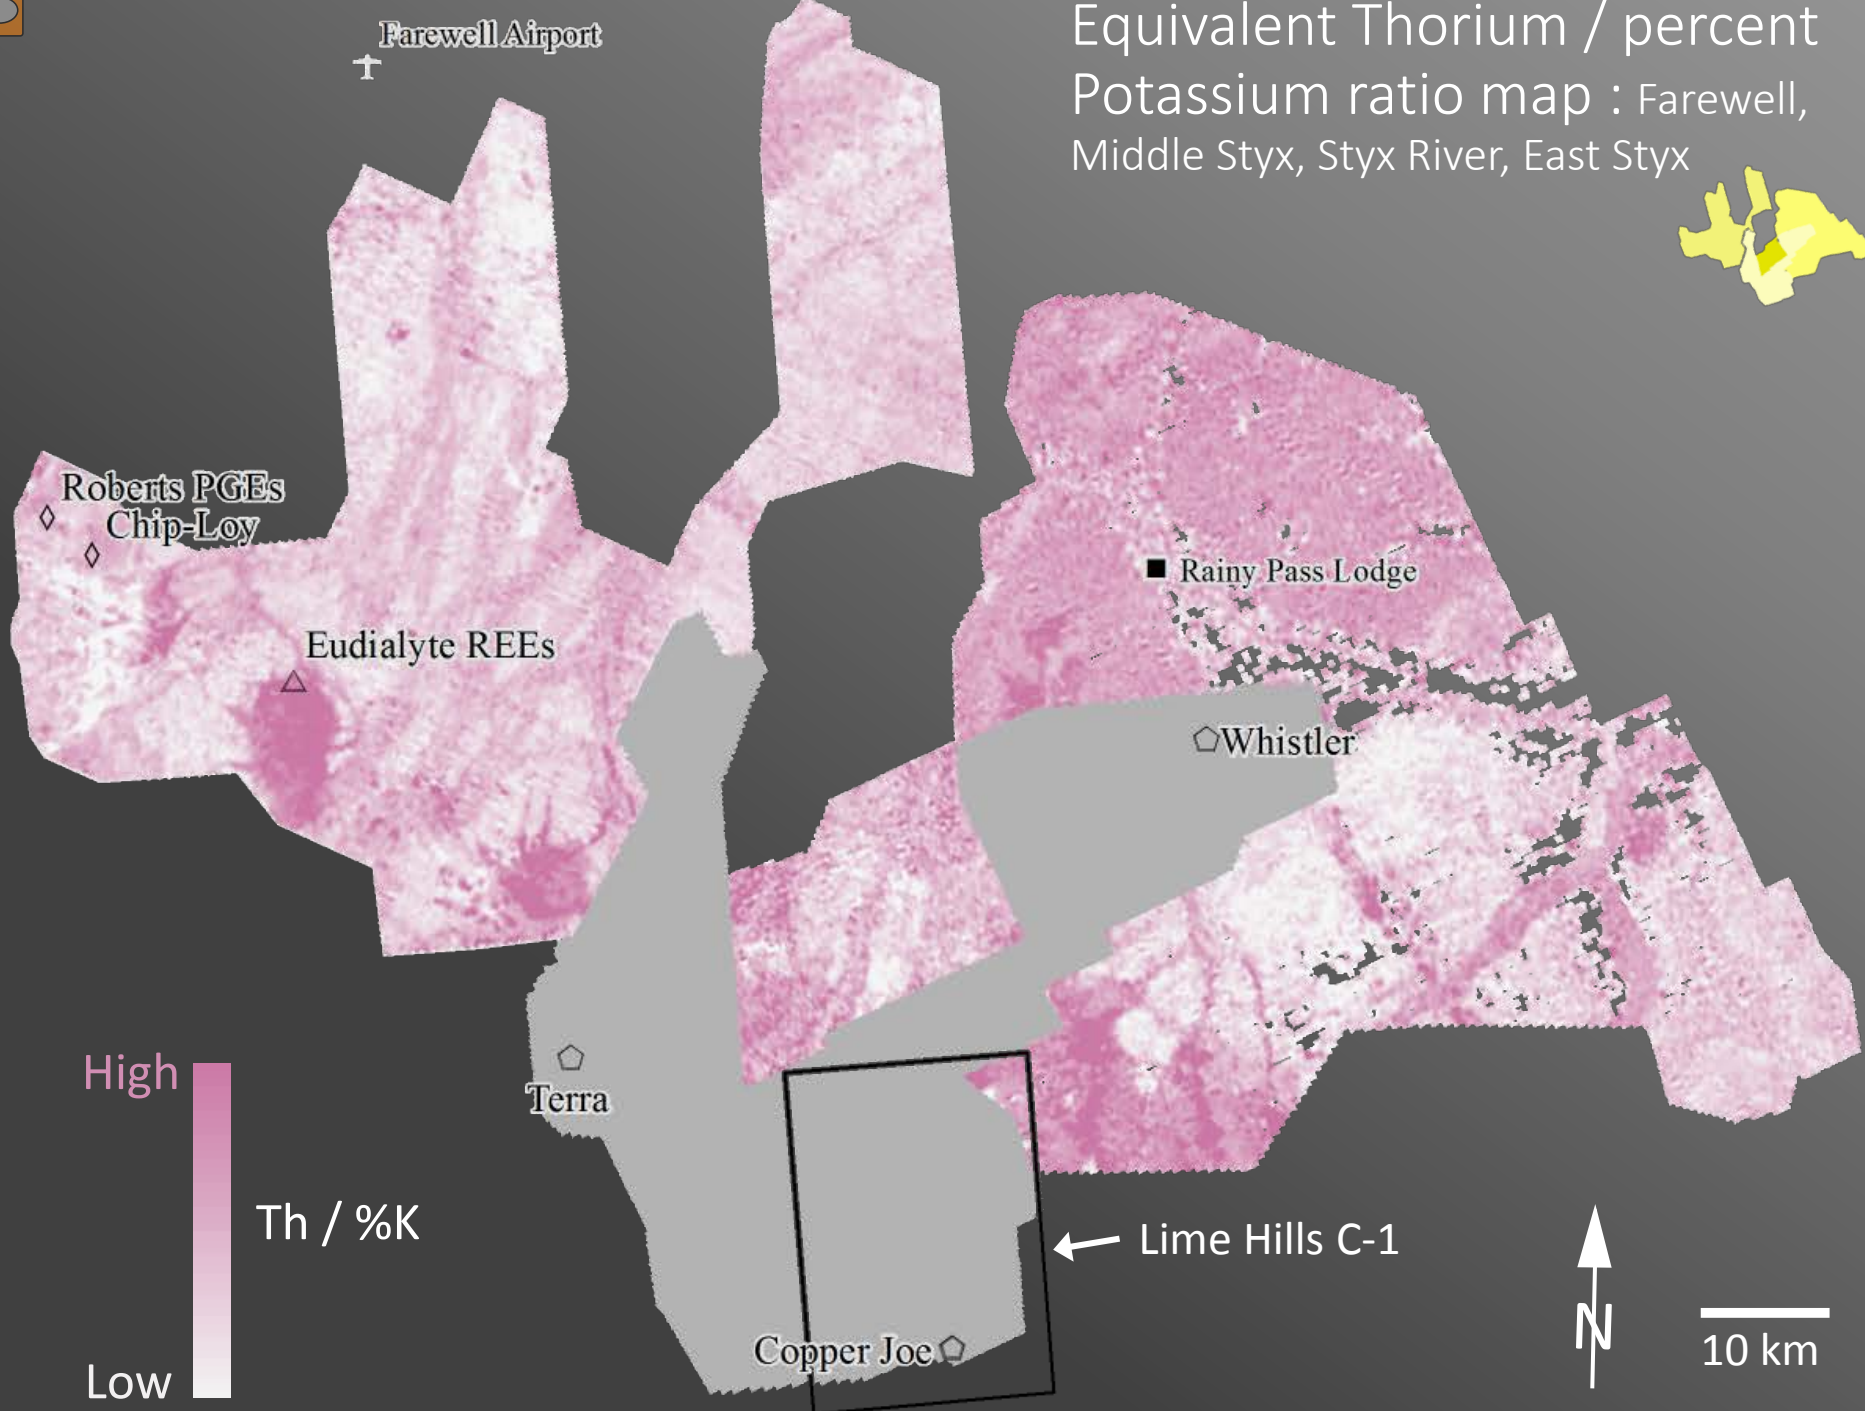 Farewell Airport
Equivalent Thorium / percent
Potassium ratio map : Farewell,
Middle Styx, Styx River, East Styx
Roberts PGEs
Chip-Loy
Rainy Pass Lodge
Eudialyte REEs
Whistler
High
Terra
Th / %K
Lime Hills C-1
N
Copper Joe
10 km
Low